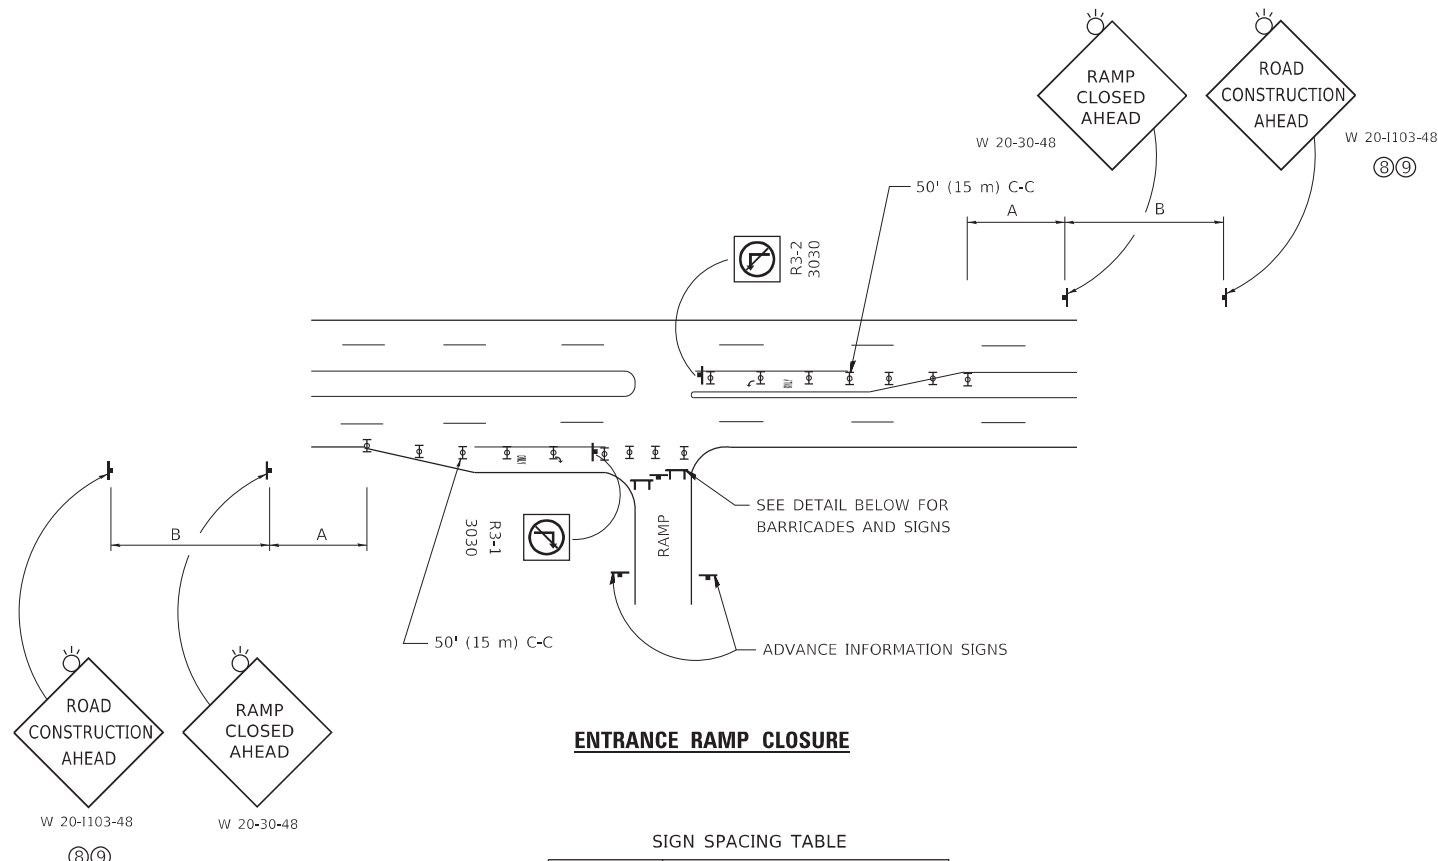 RAMP
CLOSED
AHEAD
W 20-30-48
ROAD
CONSTRUCTION
AHEAD
W 20-I103-48
⑧⑨
50' (15 m) C-C
A
B
R3-2
3030
ONLY
ONLY
B
A
R3-1
3030
RAMP
SEE DETAIL BELOW FOR
BARRICADES AND SIGNS
50' (15 m) C-C
ADVANCE INFORMATION SIGNS
ROAD
CONSTRUCTION
AHEAD
W 20-I103-48
⑧⑨
RAMP
CLOSED
AHEAD
W 20-30-48
ENTRANCE RAMP CLOSURE
SIGN SPACING TABLE